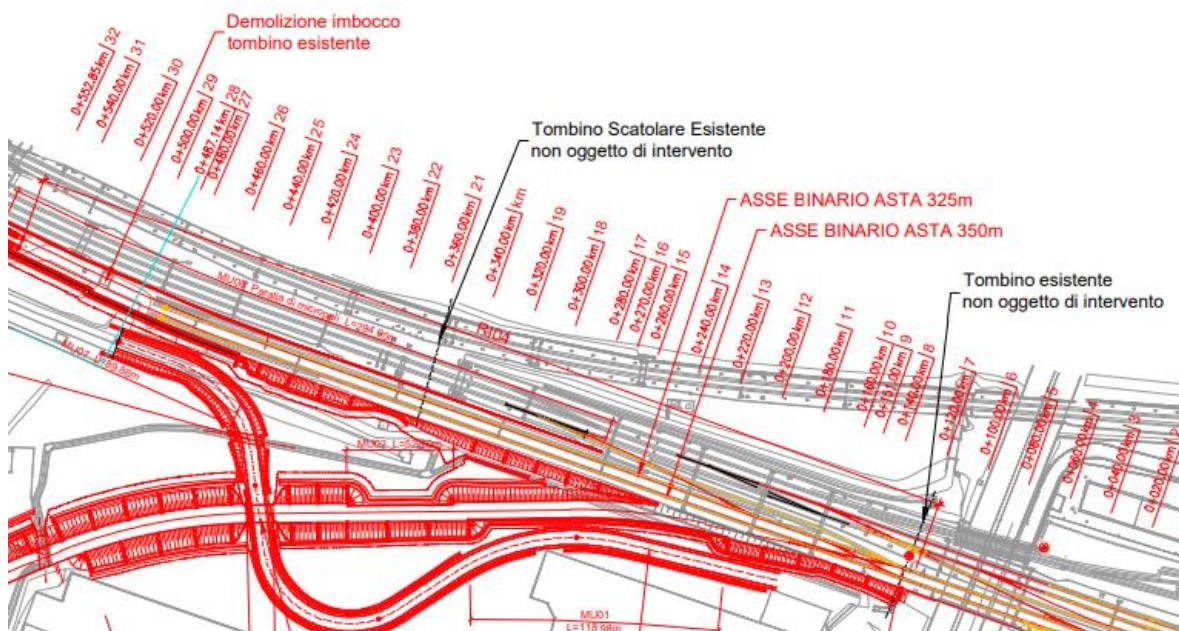 Demolizione imbocco
tombino esistente
Tombino Scatolare Esistente
non oggetto di intervento
ASSE BINARIO ASTA 325m
ASSE BINARIO ASTA 350m
Tombino esistente
non oggetto di intervento
0+552.85km 32
0+540.00km 31
0+520.00km 30
0+500.00km 29
0+487.14km 28
0+480.00km 27
0+460.00km 26
0+440.00km 25
0+420.00km 24
0+400.00km 23
0+380.00km 22
0+360.00km 21
0+340.00km km
0+320.00km 19
0+300.00km 18
0+280.00km 17
0+270.00km 16
0+260.00km 15
0+240.00km 14
0+220.00km 13
0+200.00km 12
0+180.00km 11
0+160.00km 10
0+151.00km 9
0+140.00km 8
0+120.00km 7
0+100.00km 6
0+080.00km 5
0+060.00km 4
0+040.00km 3
0+020.00km 2
Paratia di micropali
RI01
MU02
MU01
L=118.98m